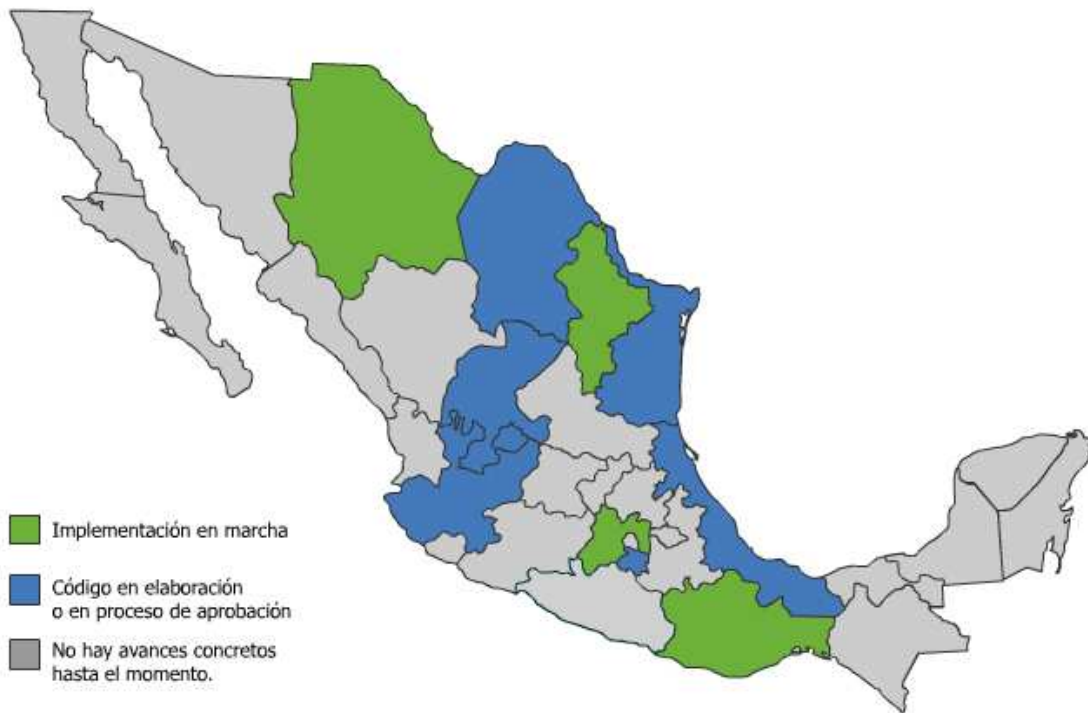 Implementación en marcha
Código en elaboración
o en proceso de aprobación
No hay avances concretos
hasta el momento.